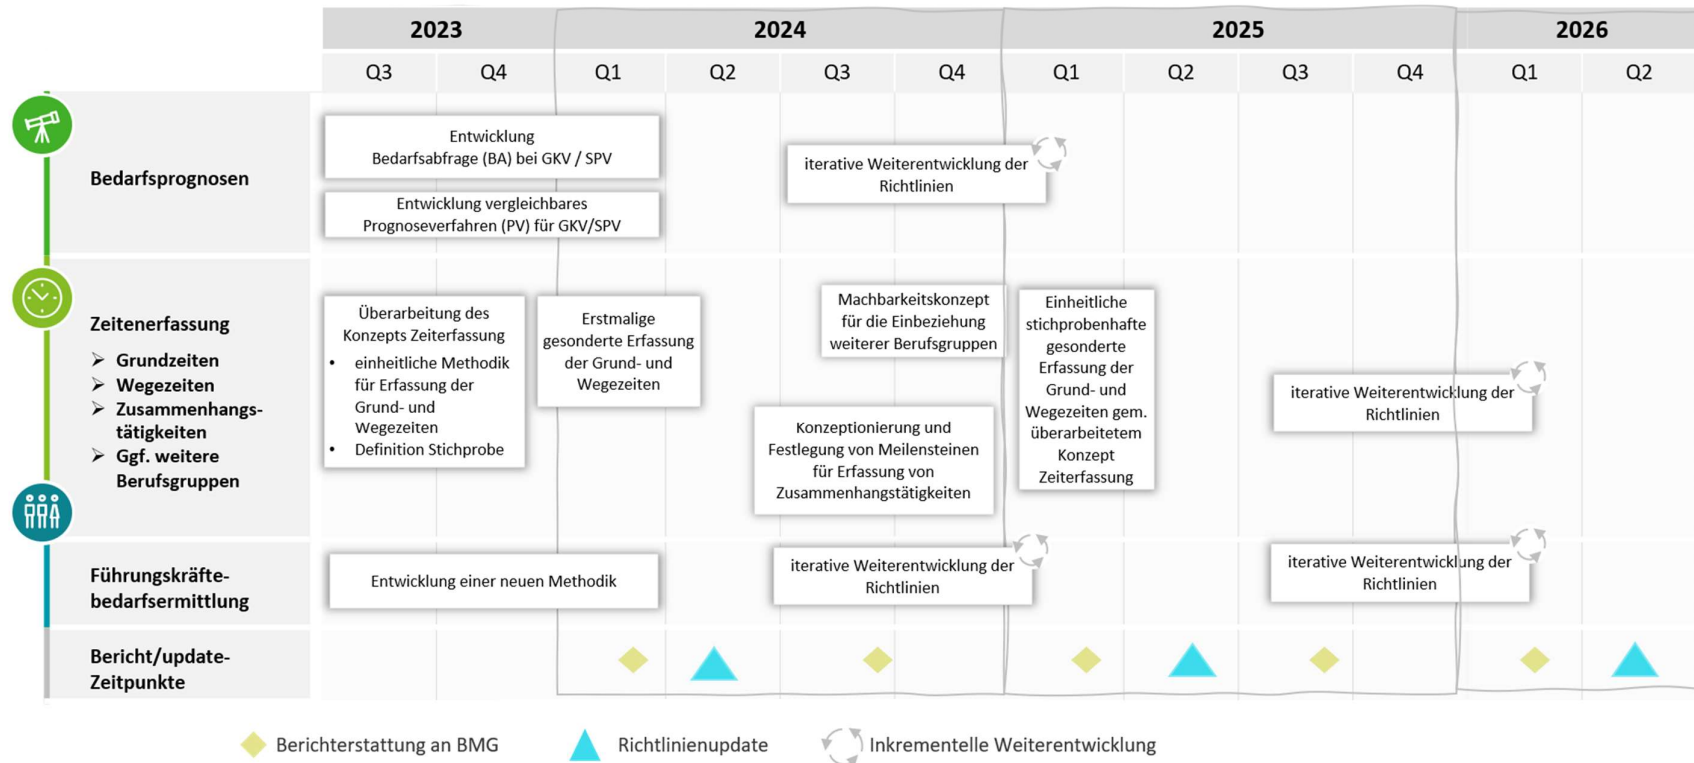 2023
2024
2025
2026
Q3
Q4
Q1
Q2
Q3
Q4
Q1
Q2
Q3
Q4
Q1
Q2
Bedarfsprognosen
Entwicklung
Bedarfsabfrage (BA) bei GKV / SPV
Entwicklung vergleichbares
Prognoseverfahren (PV) für GKV/SPV
iterative Weiterentwicklung der
Richtlinien
Zeitenerfassung
➢ Grundzeiten
➢ Wegezeiten
➢ Zusammenhangs-
tätigkeiten
➢ Ggf. weitere
Berufsgruppen
Überarbeitung des
Konzepts Zeiterfassung
• einheitliche Methodik
für Erfassung der
Grund- und
Wegezeiten
• Definition Stichprobe
Erstmalige
gesonderte Erfassung
der Grund- und
Wegezeiten
Machbarkeitskonzept
für die Einbeziehung
weiterer Berufsgruppen
Konzeptionierung und
Festlegung von Meilensteinen
für Erfassung von
Zusammenhangstätigkeiten
Einheitliche
stichprobenhafte
gesonderte
Erfassung der
Grund- und
Wegezeiten gem.
überarbeitetem
Konzept
Zeiterfassung
iterative Weiterentwicklung der
Richtlinien
Führungskräfte-
bedarfsermittlung
Entwicklung einer neuen Methodik
iterative Weiterentwicklung der
Richtlinien
iterative Weiterentwicklung der
Richtlinien
Bericht/update-
Zeitpunkte
Berichterstattung an BMG
Richtlinienupdate
Inkrementelle Weiterentwicklung